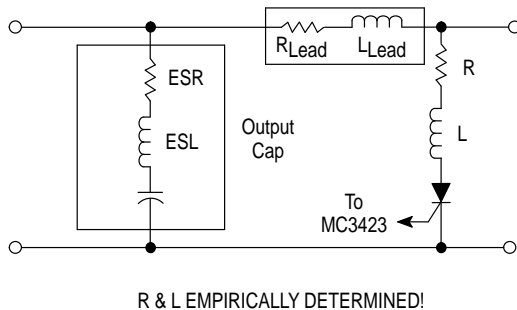 RLead LLead
ESR
R
ESL
Output
Cap
L
To
MC3423
R & L EMPIRICALLY DETERMINED!